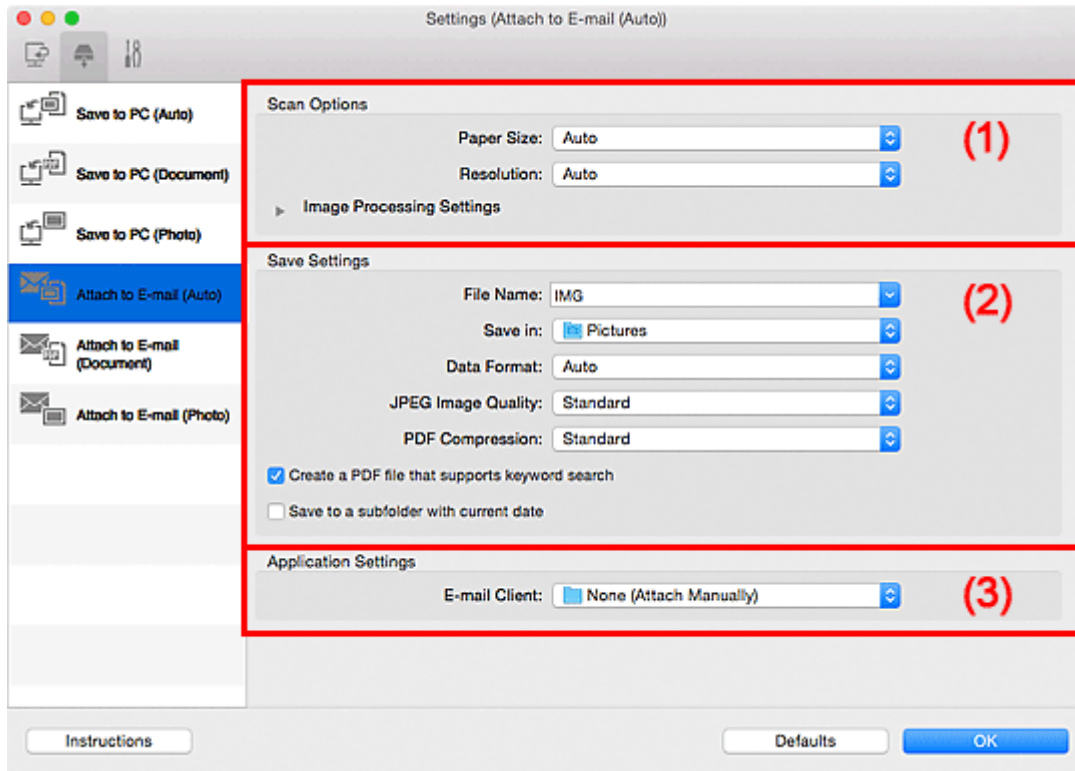 Settings (Attach to E-mail (Auto))
Save to PC (Auto)
Save to PC (Document)
Save to PC (Photo)
Attach to E-mail (Auto)
Attach to E-mail
(Document)
Attach to E-mail (Photo)
Scan Options
Paper Size: Auto
Resolution: Auto
Image Processing Settings
(1)
Save Settings
File Name: IMG
Save in: Pictures
Data Format: Auto
JPEG Image Quality: Standard
PDF Compression: Standard
Create a PDF file that supports keyword search
Save to a subfolder with current date
(2)
Application Settings
E-mail Client: None (Attach Manually)
(3)
Instructions
Defaults
OK